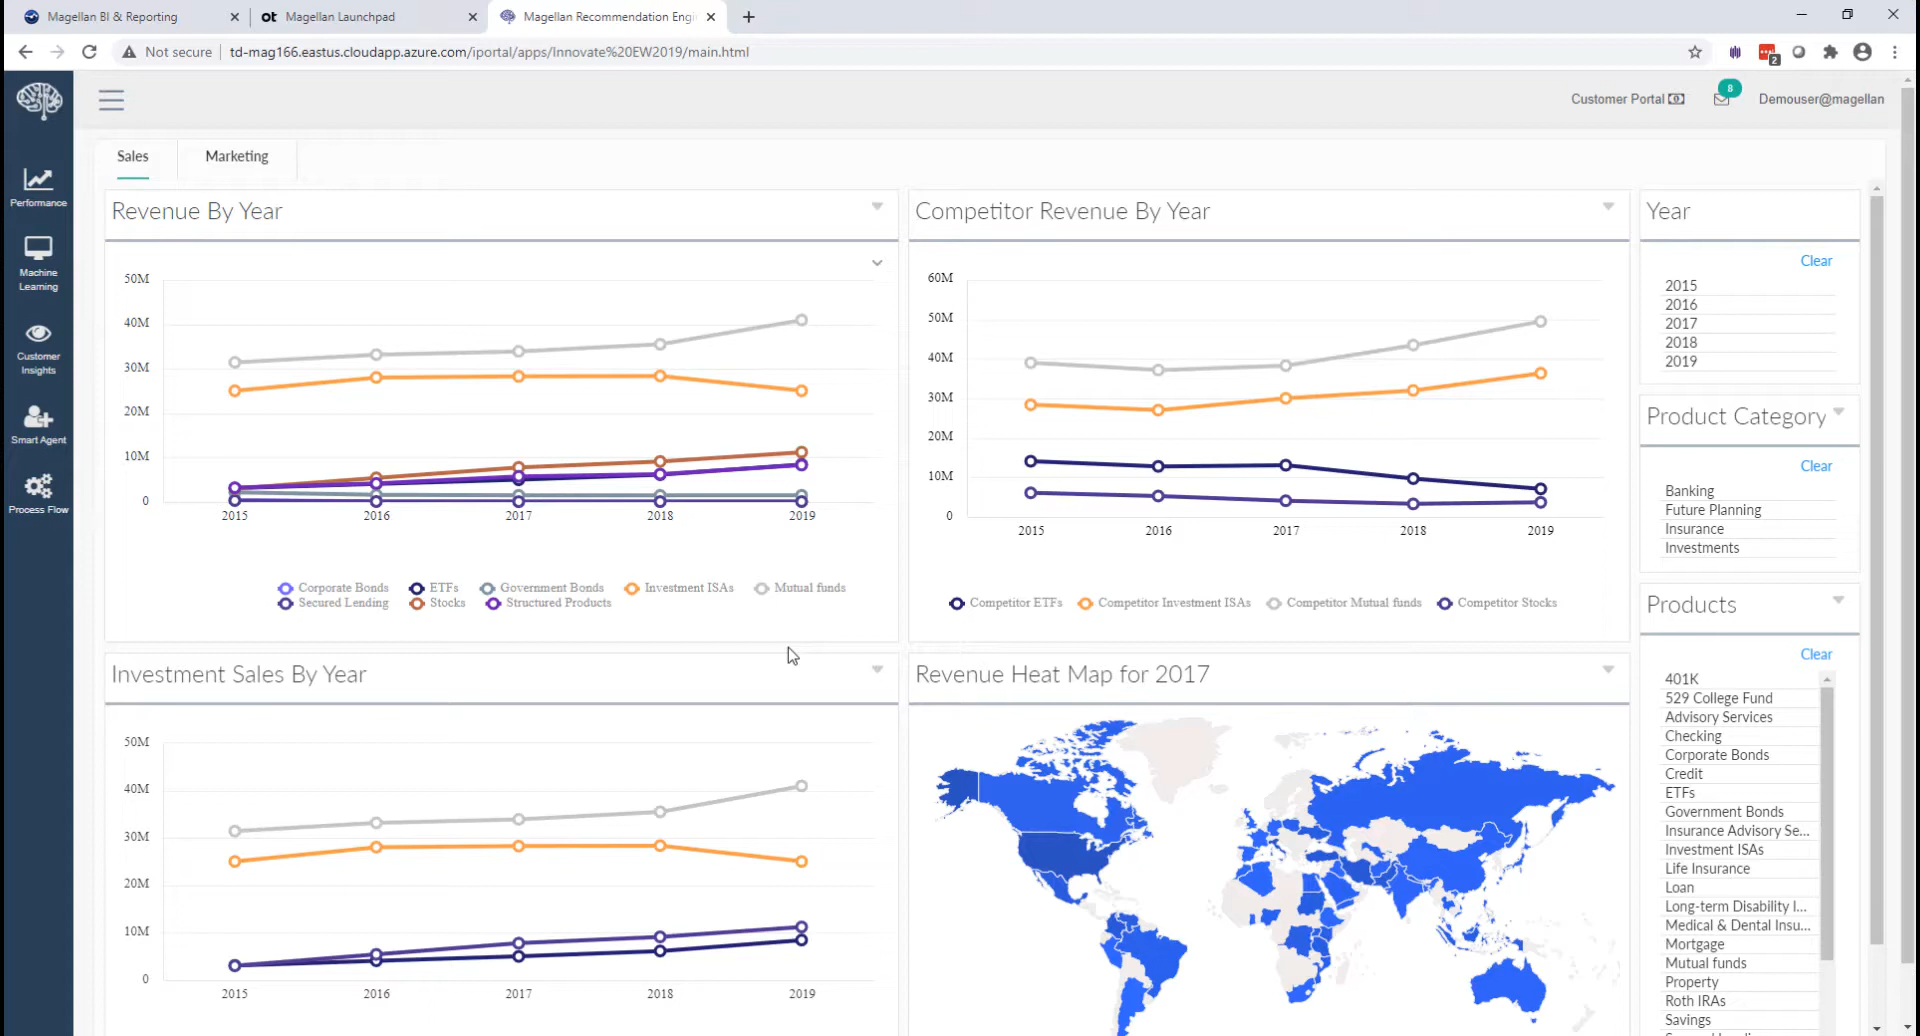 Magellan BI & Reporting
ot Magellan Launchpad
Magellan Recommendation Engi
Not secure
td-mag166.eastus.cloudapp.azure.com/iportal/apps/Innovate%20EW2019/main.html
2
Customer Portal
8
Demouser@magellan
Performance
Machine
Learning
Customer
Insights
Smart Agent
Process Flow
Sales
Marketing
Revenue By Year
50M
40M
30M
20M
10M
0
2015 2016 2017 2018 2019
Corporate Bonds ETFs Government Bonds Investment ISAs Mutual funds
Secured Lending Stocks Structured Products
Competitor Revenue By Year
60M
50M
40M
30M
20M
10M
0
2015 2016 2017 2018 2019
Competitor ETFs Competitor Investment ISAs Competitor Mutual funds Competitor Stocks
Year
Clear
2015
2016
2017
2018
2019
Product Category
Clear
Banking
Future Planning
Insurance
Investments
Products
Clear
401K
529 College Fund
Advisory Services
Checking
Corporate Bonds
Credit
ETFs
Government Bonds
Insurance Advisory Se...
Investment ISAs
Life Insurance
Loan
Long-term Disability I...
Medical & Dental Insu...
Mortgage
Mutual funds
Property
Roth IRAs
Savings
Investment Sales By Year
50M
40M
30M
20M
10M
0
2015 2016 2017 2018 2019
Revenue Heat Map for 2017